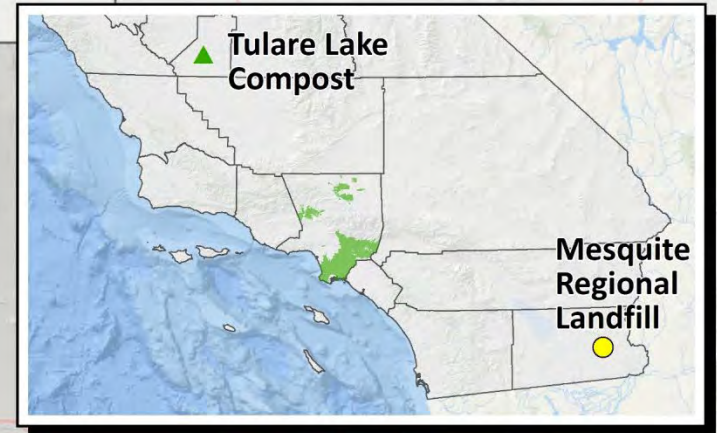 Tulare Lake
Compost
Mesquite
Regional
Landfill